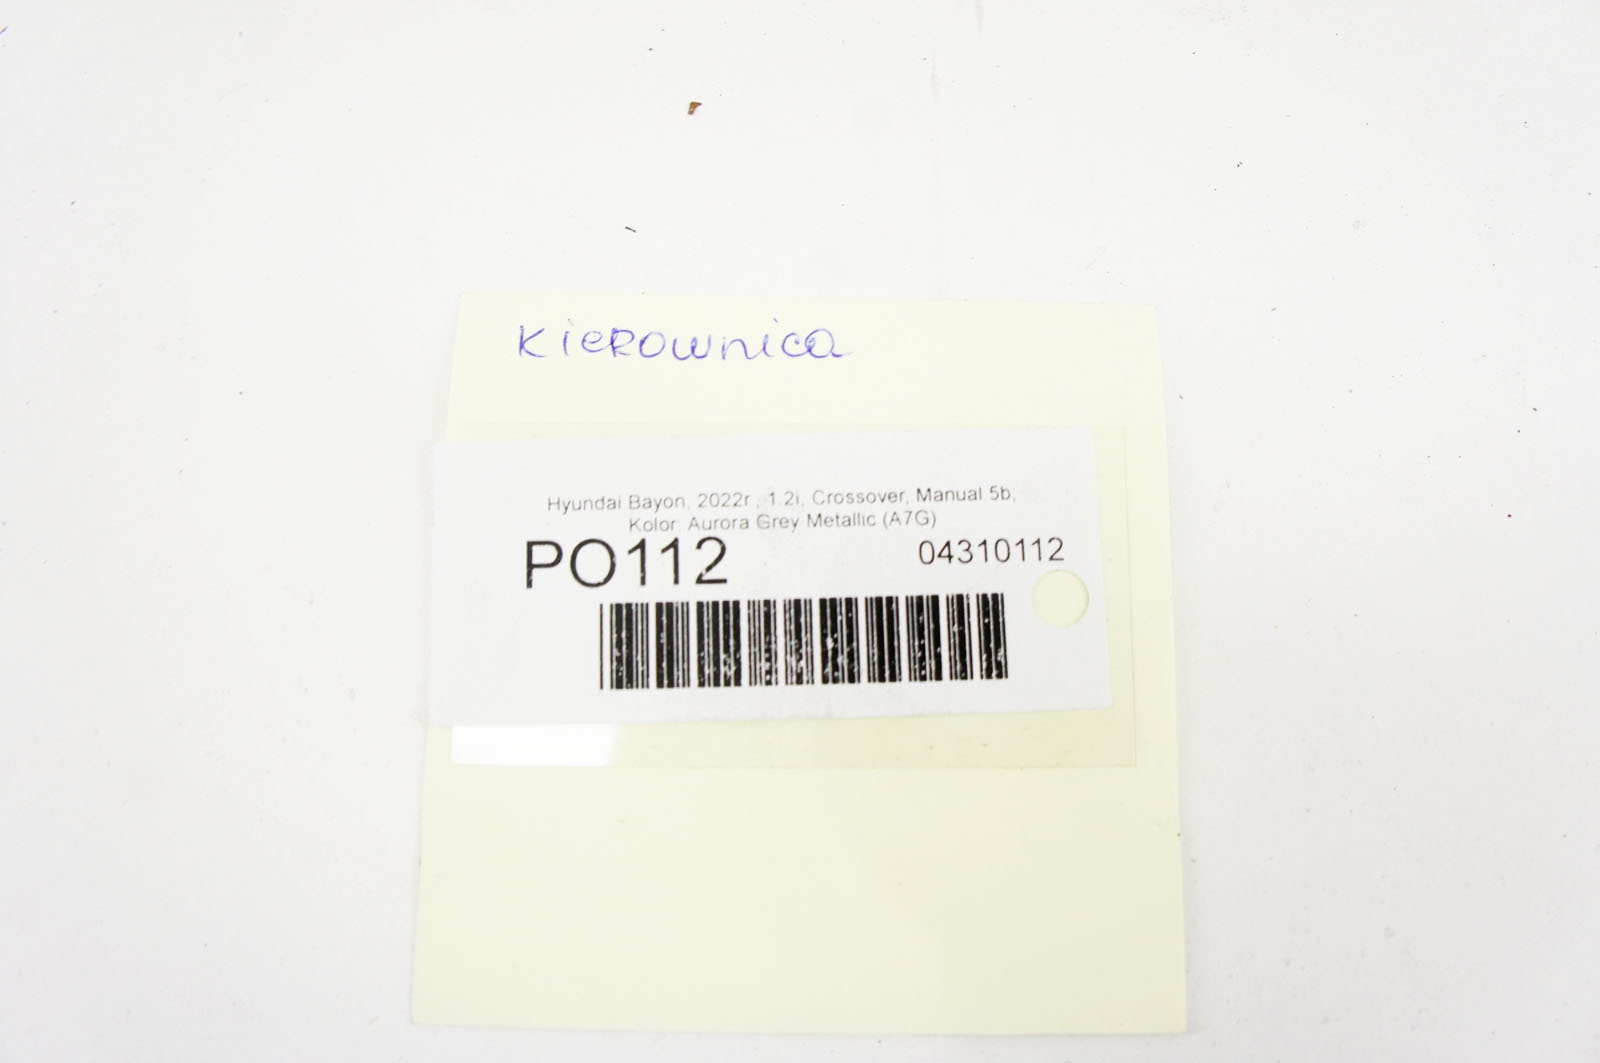 Kierownica
Hyundai Bayon, 2022r., 1.2i, Crossover, Manual 5b,
Kolor: Aurora Grey Metallic (A7G)
PO112
04310112